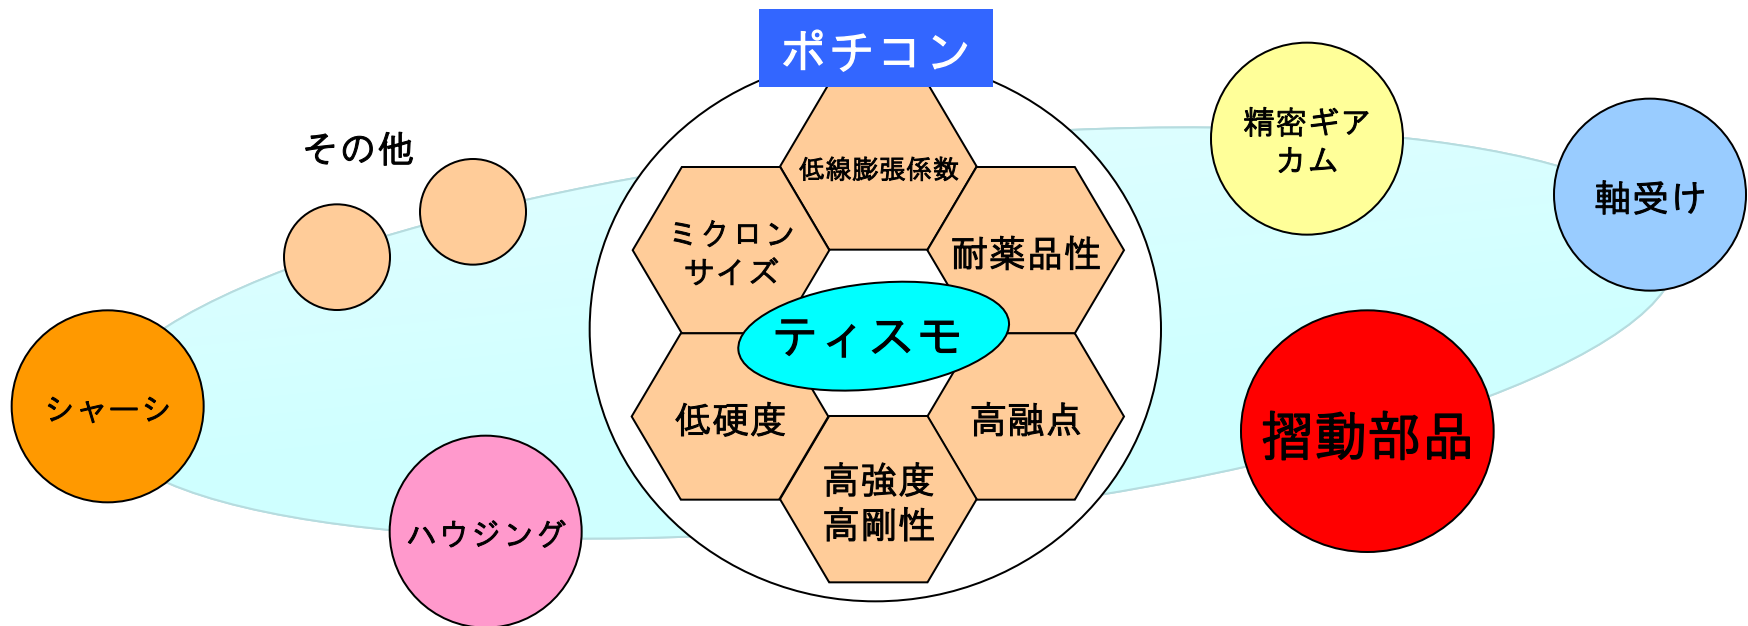 ポチコン
その他
低線膨張係数
ミクロン
サイズ
耐薬品性
ティスモ
低硬度
高融点
高強度
高剛性
精密ギア
カム
軸受け
摺動部品
シャーシ
ハウジング